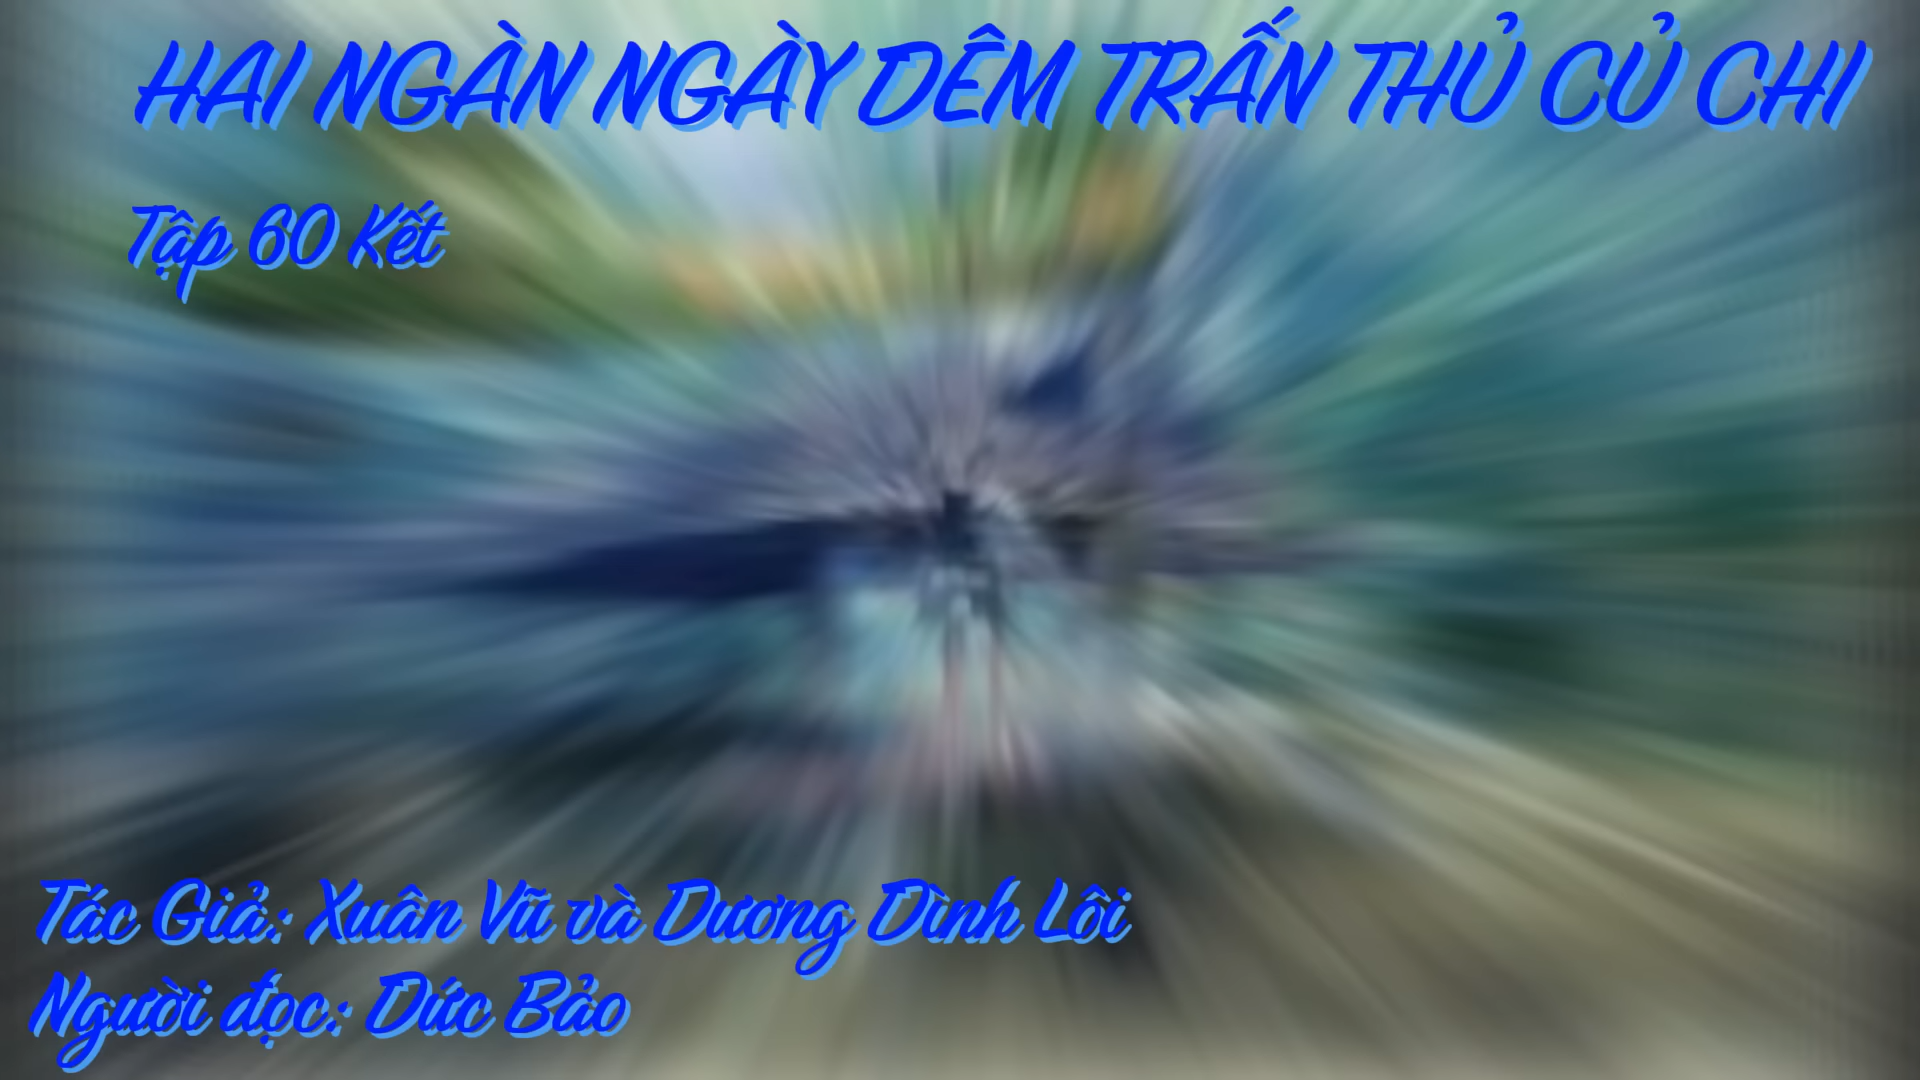 HAI NGÀN NGÀY ĐÊM TRẤN THỦ CỦ CHI
Tập 60 Kết
Tác Giả: Xuân Vũ và Dương Đình Lôi
Người đọc: Đức Bảo